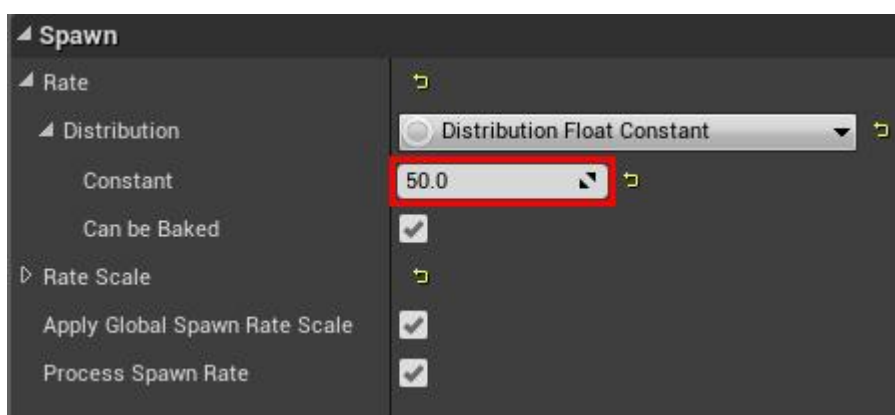 Spawn
Rate
Distribution Distribution Float Constant
Constant 50.0
Can be Baked
Rate Scale
Apply Global Spawn Rate Scale
Process Spawn Rate